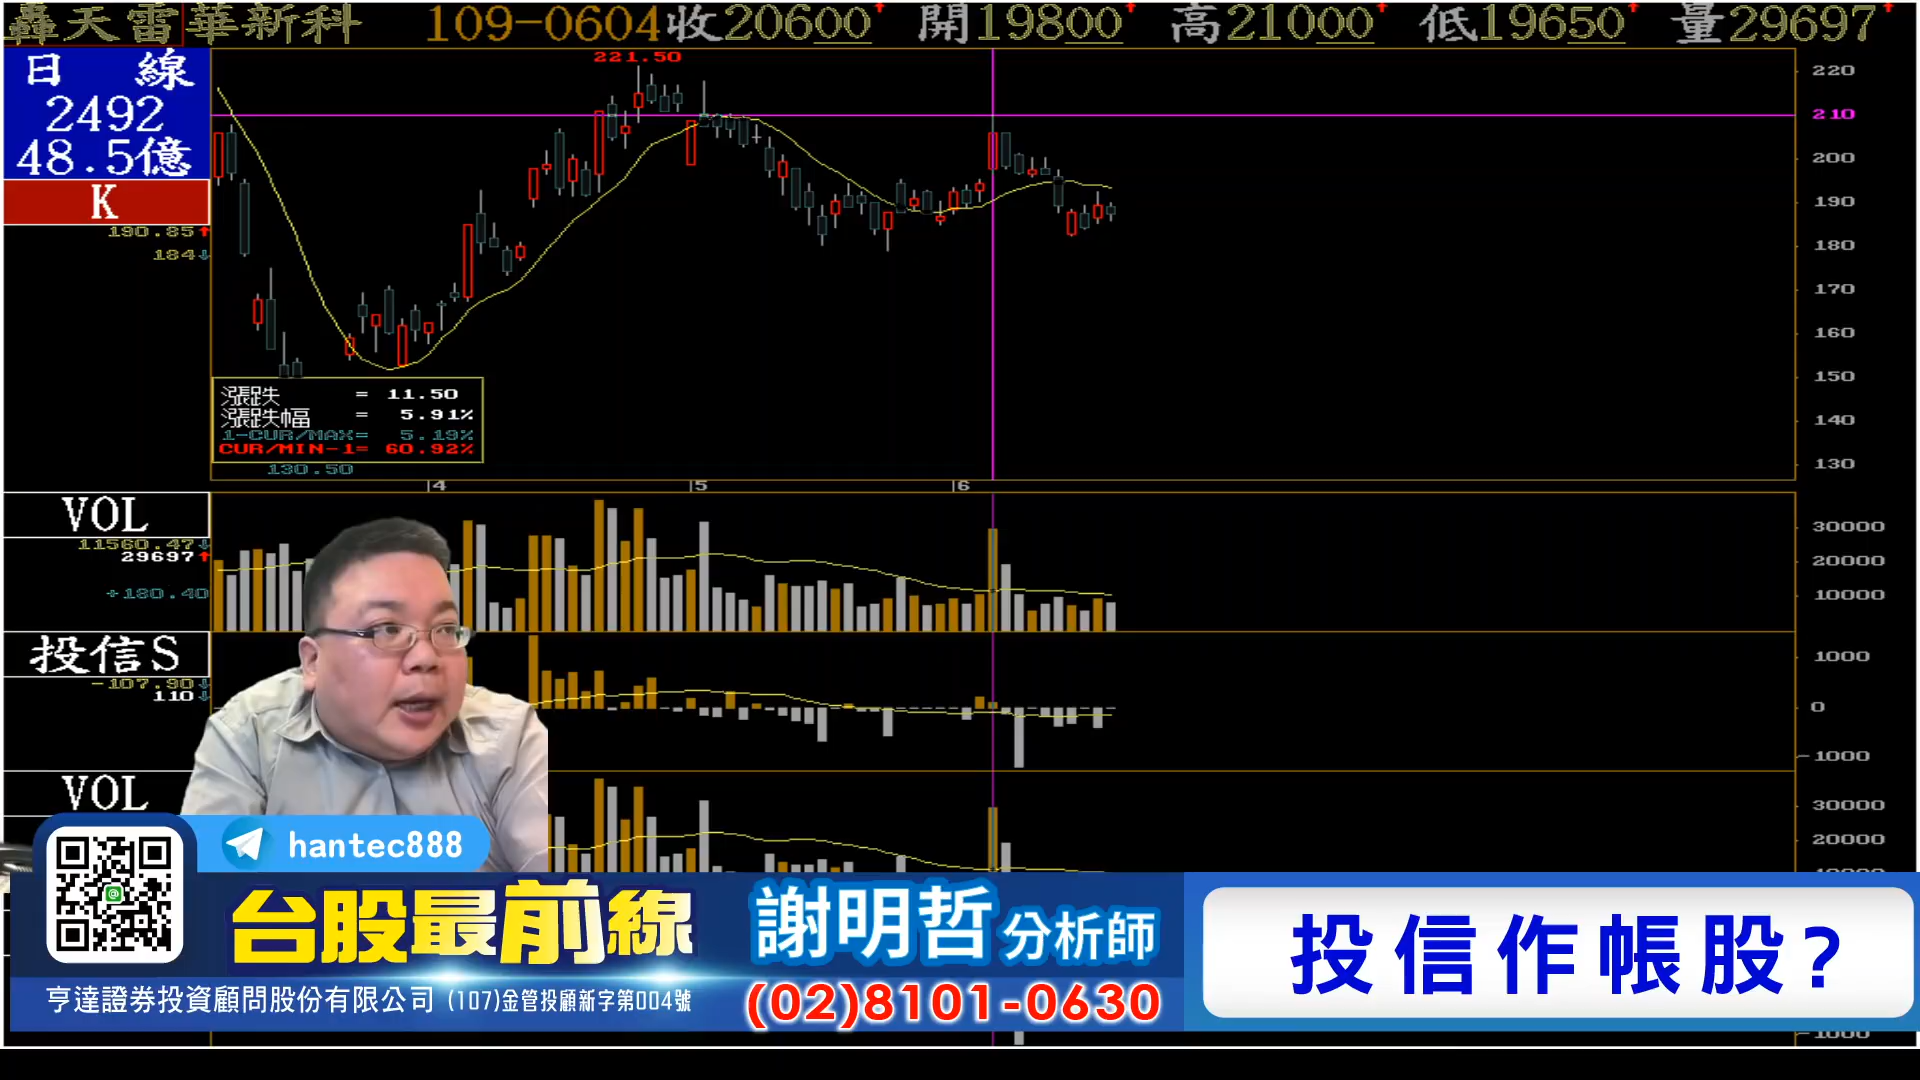 轟天雷華新科 109-0604收20600↑ 開19800↑ 高21000↑ 低19650↑ 量29697↑
日 線
2492
48.5億
K
190.85↑
184↓
221.50
220
210
200
190
180
170
160
150
140
130
漲跌 = 11.50
漲跌幅 = 5.91%
1-CUR/MAX= 5.19%
CUR/MIN-1= 60.92%
130.50
4
5
6
VOL
11560.47↓
29697↑
+180.40
30000
20000
10000
投信S
-107.90↓
110↓
1000
0
-1000
VOL
30000
20000
hantec888
台股最前線
謝明哲分析師
投信作帳股?
亨達證券投資顧問股份有限公司 (107)金管投顧新字第004號
(02)8101-0630
-1000